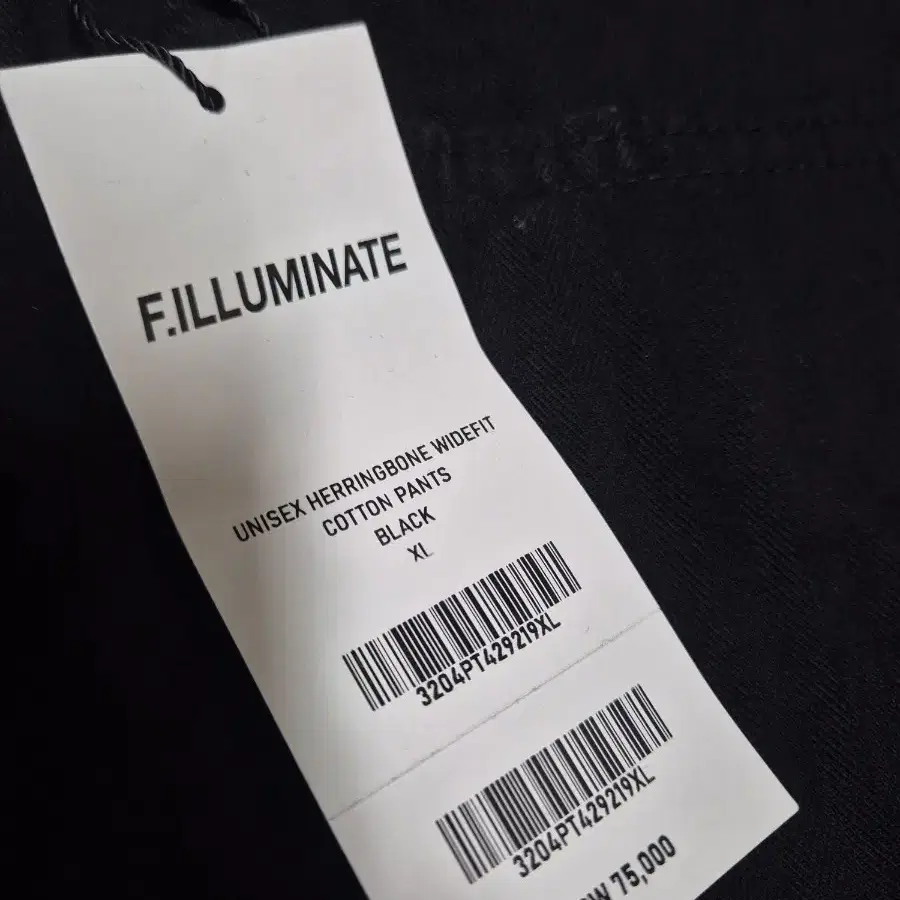 F.ILLUMINATE
UNISEX HERRINGBONE WIDEFIT
COTTON PANTS
BLACK
XL
3204PT429219XL
3204PT429219XL
75,000